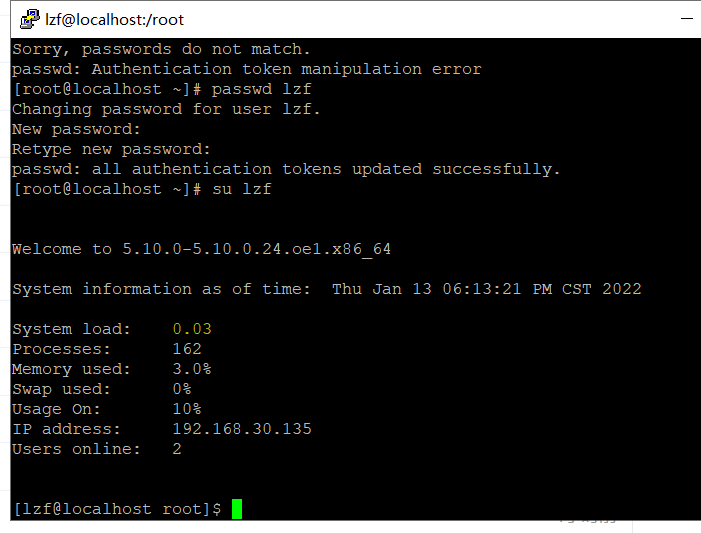 lzf@localhost:/root
Sorry, passwords do not match.
passwd: Authentication token manipulation error
[root@localhost ~]# passwd lzf
Changing password for user lzf.
New password:
Retype new password:
passwd: all authentication tokens updated successfully.
[root@localhost ~]# su lzf
Welcome to 5.10.0-5.10.0.24.oe1.x86_64
System information as of time:  Thu Jan 13 06:13:21 PM CST 2022
System load:    0.03
Processes:      162
Memory used:    3.0%
Swap used:      0%
Usage On:       10%
IP address:     192.168.30.135
Users online:   2
[lzf@localhost root]$